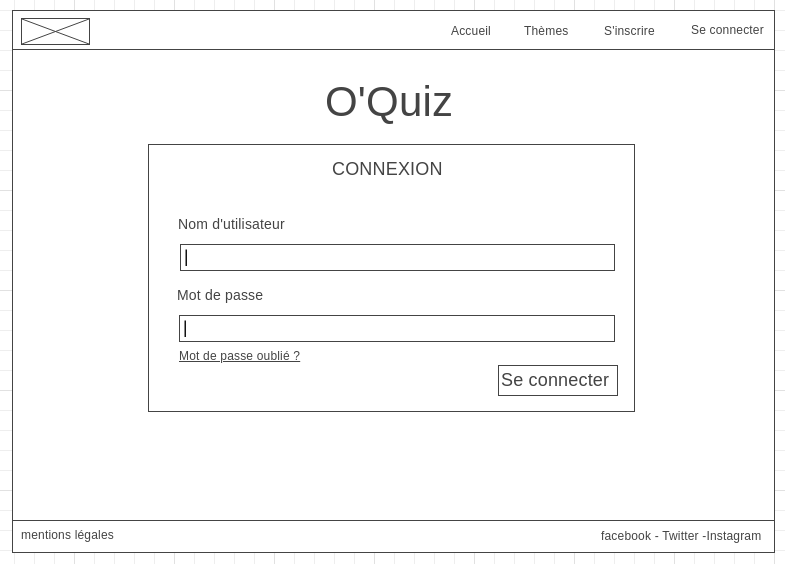 Accueil Thèmes S'inscrire Se connecter
O'Quiz
CONNEXION
Nom d'utilisateur
Mot de passe
Mot de passe oublié ?
Se connecter
mentions légales facebook - Twitter -Instagram